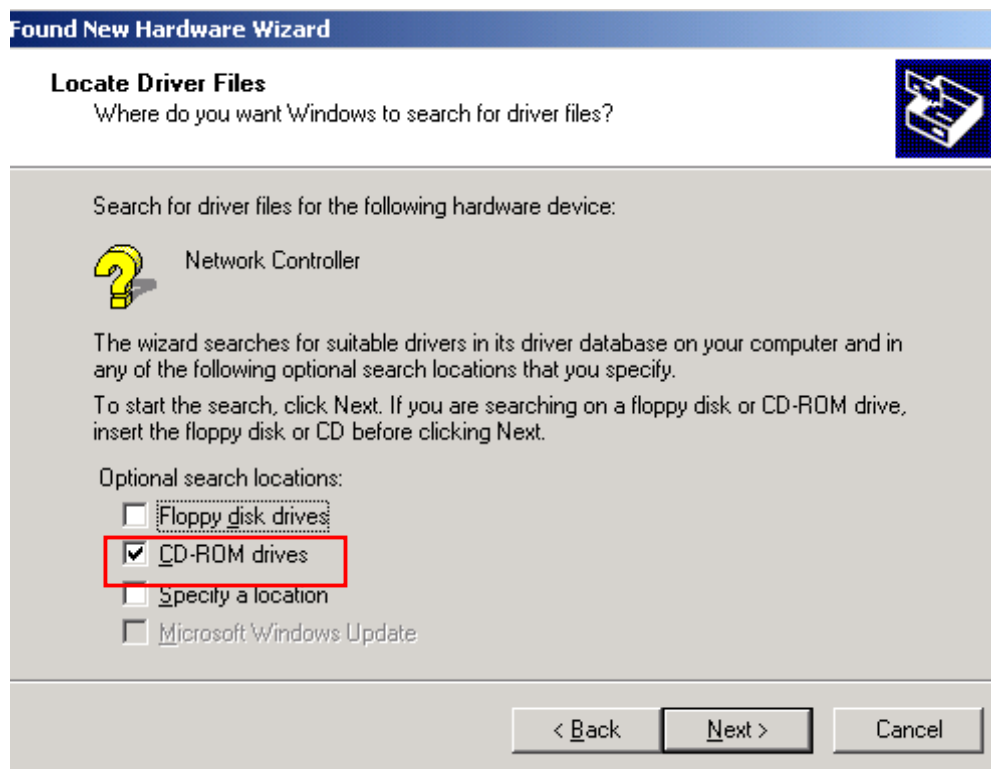 Found New Hardware Wizard
Locate Driver Files
Where do you want Windows to search for driver files?
Search for driver files for the following hardware device:
Network Controller
The wizard searches for suitable drivers in its driver database on your computer and in
any of the following optional search locations that you specify.
To start the search, click Next. If you are searching on a floppy disk or CD-ROM drive,
insert the floppy disk or CD before clicking Next.
Optional search locations:
Floppy disk drives
CD-ROM drives
Specify a location
Microsoft Windows Update
< Back Next > Cancel